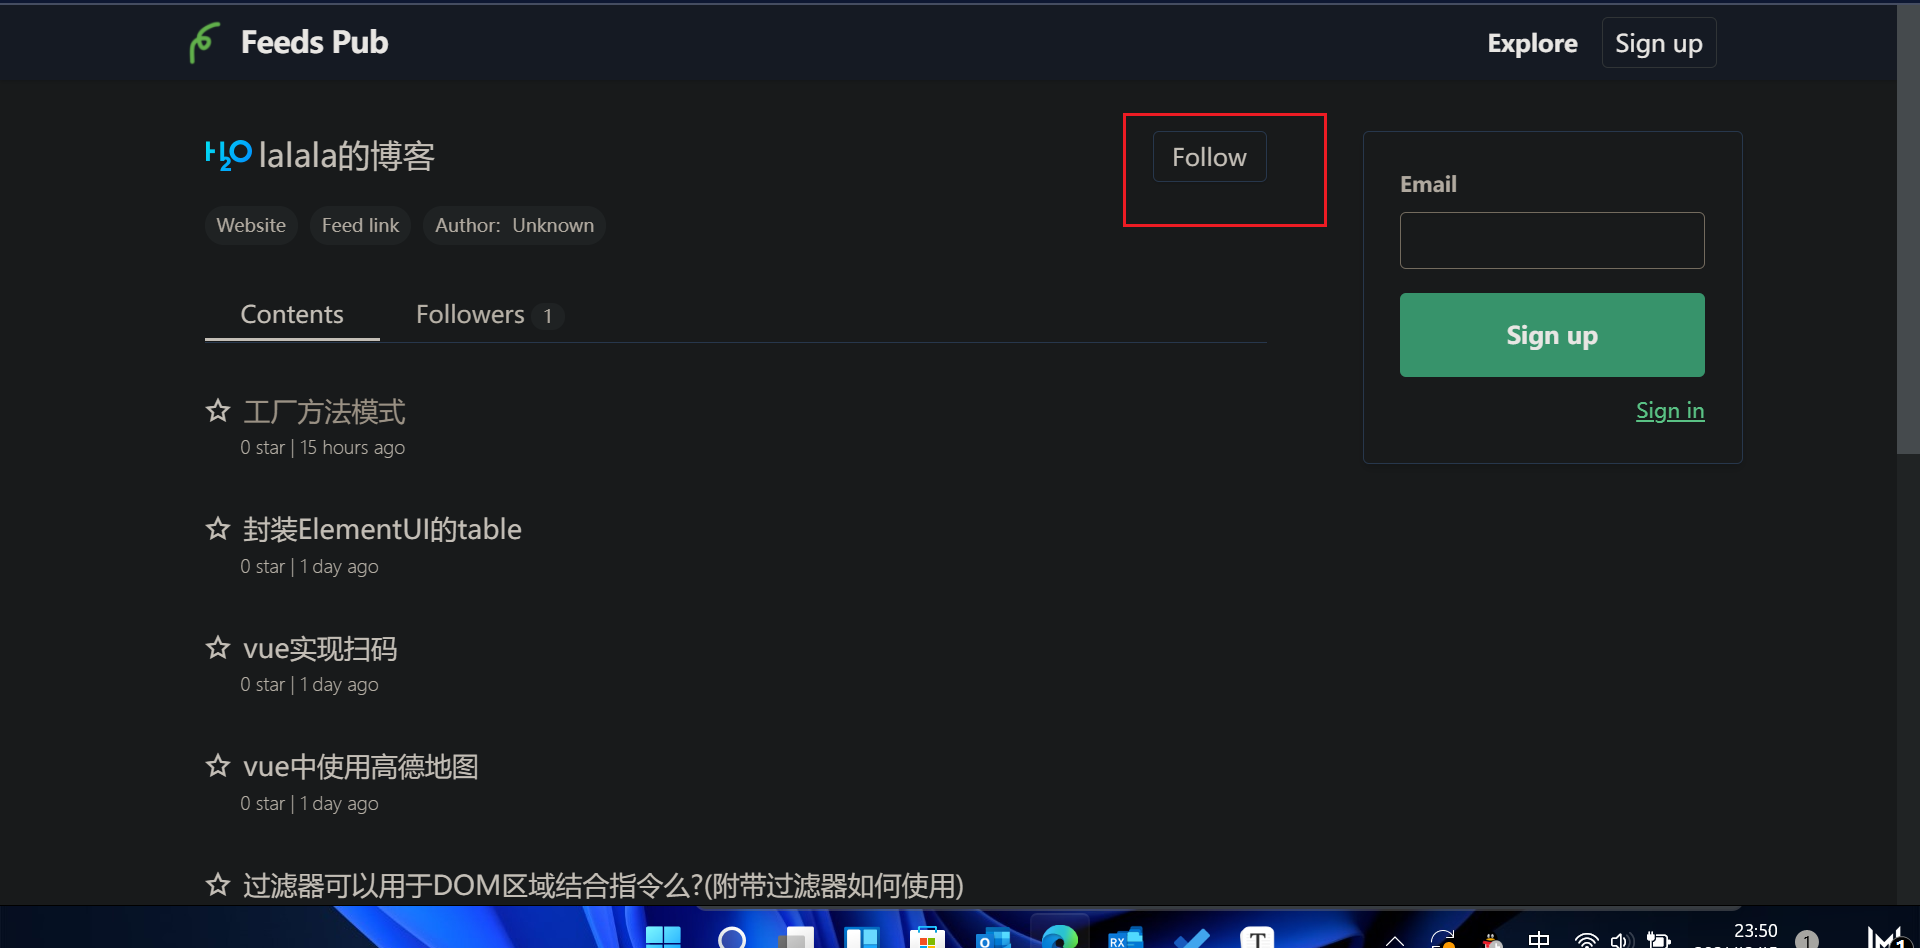 Feeds Pub
Explore
Sign up
H2O lalala的博客
Follow
Website
Feed link
Author: Unknown
Contents
Followers 1
工厂方法模式
0 star | 15 hours ago
封装ElementUI的table
0 star | 1 day ago
vue实现扫码
0 star | 1 day ago
vue中使用高德地图
0 star | 1 day ago
过滤器可以用于DOM区域结合指令么?(附带过滤器如何使用)
Email
Sign up
Sign in
RX
T
中
23:50
1